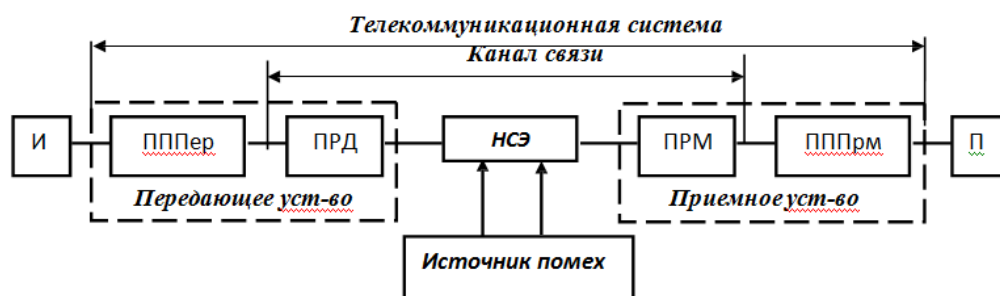 Телекоммуникационная система
Канал связи
И
ПППер
ПРД
НСЭ
ПРМ
ПППрм
П
Передающее уст-во
Приемное уст-во
Источник помех